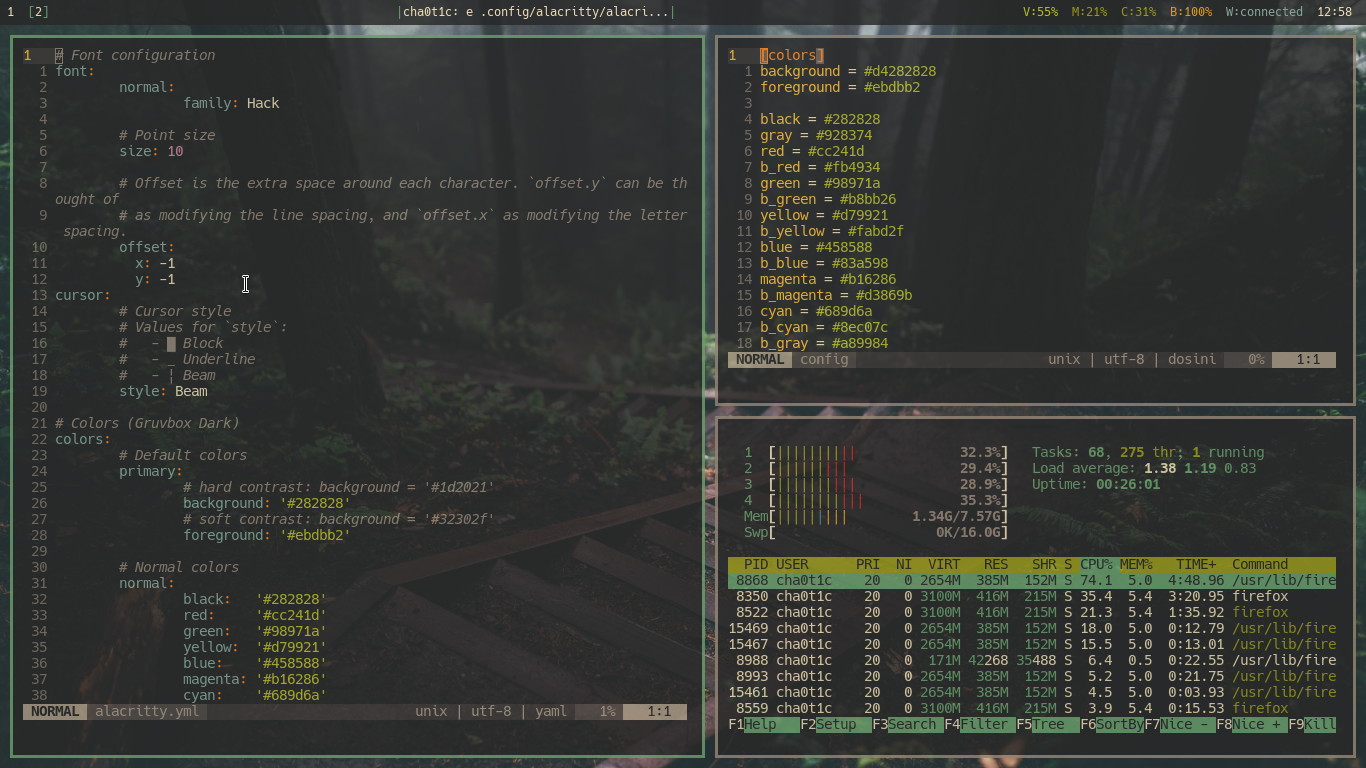 1 [2] |cha0t1c: e .config/alacritty/alacri...| V:55% M:21% C:31% B:100% W:connected 12:58
1 # Font configuration
1 font:
2 normal:
3 family: Hack
4
5 # Point size
6 size: 10
7
8 # Offset is the extra space around each character. `offset.y` can be th
ought of
9 # as modifying the line spacing, and `offset.x` as modifying the letter
spacing.
10 offset:
11 x: -1
12 y: -1
13 cursor:
14 # Cursor style
15 # Values for `style`:
16 # - █ Block
17 # - _ Underline
18 # - ¦ Beam
19 style: Beam
20
21 # Colors (Gruvbox Dark)
22 colors:
23 # Default colors
24 primary:
25 # hard contrast: background = '#1d2021'
26 background: '#282828'
27 # soft contrast: background = '#32302f'
28 foreground: '#ebdbb2'
29
30 # Normal colors
31 normal:
32 black: '#282828'
33 red: '#cc241d'
34 green: '#98971a'
35 yellow: '#d79921'
36 blue: '#458588'
37 magenta: '#b16286'
38 cyan: '#689d6a'
NORMAL alacritty.yml unix | utf-8 | yaml 1% 1:1
1 [colors]
1 background = #d4282828
2 foreground = #ebdbb2
3
4 black = #282828
5 gray = #928374
6 red = #cc241d
7 b_red = #fb4934
8 green = #98971a
9 b_green = #b8bb26
10 yellow = #d79921
11 b_yellow = #fabd2f
12 blue = #458588
13 b_blue = #83a598
14 magenta = #b16286
15 b_magenta = #d3869b
16 cyan = #689d6a
17 b_cyan = #8ec07c
18 b_gray = #a89984
NORMAL config unix | utf-8 | dosini 0% 1:1
1 [|||||||||| 32.3%] Tasks: 68, 275 thr; 1 running
2 [||||||||| 29.4%] Load average: 1.38 1.19 0.83
3 [|||||||||| 28.9%] Uptime: 00:26:01
4 [||||||||||| 35.3%]
Mem[||||||||| 1.34G/7.57G]
Swp[ 0K/16.0G]
PID USER PRI NI VIRT RES SHR S CPU% MEM% TIME+ Command
8868 cha0t1c 20 0 2654M 385M 152M S 74.1 5.0 4:48.96 /usr/lib/fire
8350 cha0t1c 20 0 3100M 416M 215M S 35.4 5.4 3:20.95 firefox
8522 cha0t1c 20 0 3100M 416M 215M S 21.3 5.4 1:35.92 firefox
15469 cha0t1c 20 0 2654M 385M 152M S 18.0 5.0 0:12.79 /usr/lib/fire
15467 cha0t1c 20 0 2654M 385M 152M S 15.5 5.0 0:13.01 /usr/lib/fire
8988 cha0t1c 20 0 171M 42268 35488 S 6.4 0.5 0:22.55 /usr/lib/fire
8993 cha0t1c 20 0 2654M 385M 152M S 5.2 5.0 0:21.75 /usr/lib/fire
15461 cha0t1c 20 0 2654M 385M 152M S 4.5 5.0 0:03.93 /usr/lib/fire
8559 cha0t1c 20 0 3100M 416M 215M S 3.9 5.4 0:15.53 firefox
F1Help F2Setup F3Search F4Filter F5Tree F6SortBy F7Nice - F8Nice + F9Kill